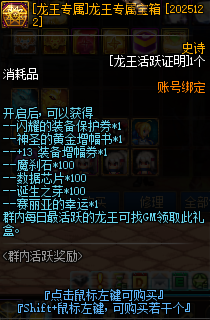 [龙王专属]龙王专属宝箱 [202512
2]
史诗
[龙王活跃证明]1个
消耗品
账号绑定
开启后，可以获得
--闪耀的装备保护券*1
--神圣的黄金增幅书*1
--+13 装备增幅券*1
--魔刹石*100
--数据芯片*100
--诞生之芽*100
--赛丽亚的幸运*1
群内每日最活跃的龙王可找GM领取此礼
盒。
<群内活跃奖励>
『点击鼠标左键可购买』
『Shift+鼠标左键，可购买若干个』